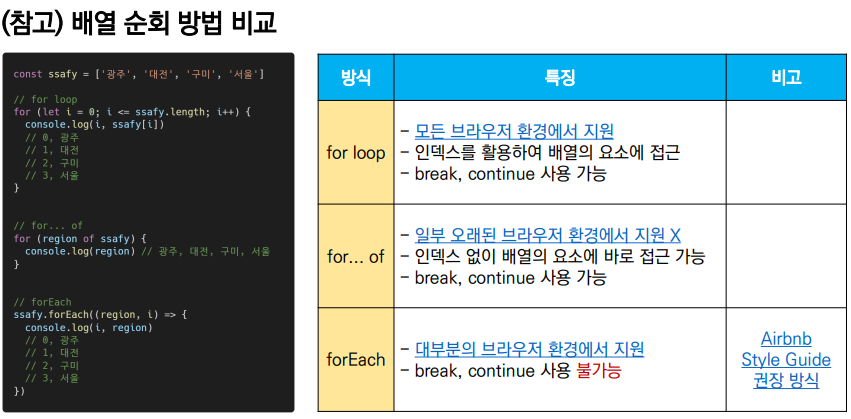 (참고) 배열 순회 방법 비교
const ssafy = ['광주', '대전', '구미', '서울']
// for loop
for (let i = 0; i <= ssafy.length; i++) {
console.log(i, ssafy[i])
// 0, 광주
// 1, 대전
// 2, 구미
// 3, 서울
}
// for... of
for (region of ssafy) {
console.log(region) // 광주, 대전, 구미, 서울
}
// forEach
ssafy.forEach((region, i) => {
console.log(i, region)
// 0, 광주
// 1, 대전
// 2, 구미
// 3, 서울
})
방식 특징 비고
for loop
- 모든 브라우저 환경에서 지원
- 인덱스를 활용하여 배열의 요소에 접근
- break, continue 사용 가능
for... of
- 일부 오래된 브라우저 환경에서 지원 X
- 인덱스 없이 배열의 요소에 바로 접근 가능
- break, continue 사용 가능
forEach
- 대부분의 브라우저 환경에서 지원
- break, continue 사용 불가능
Airbnb
Style Guide
권장 방식